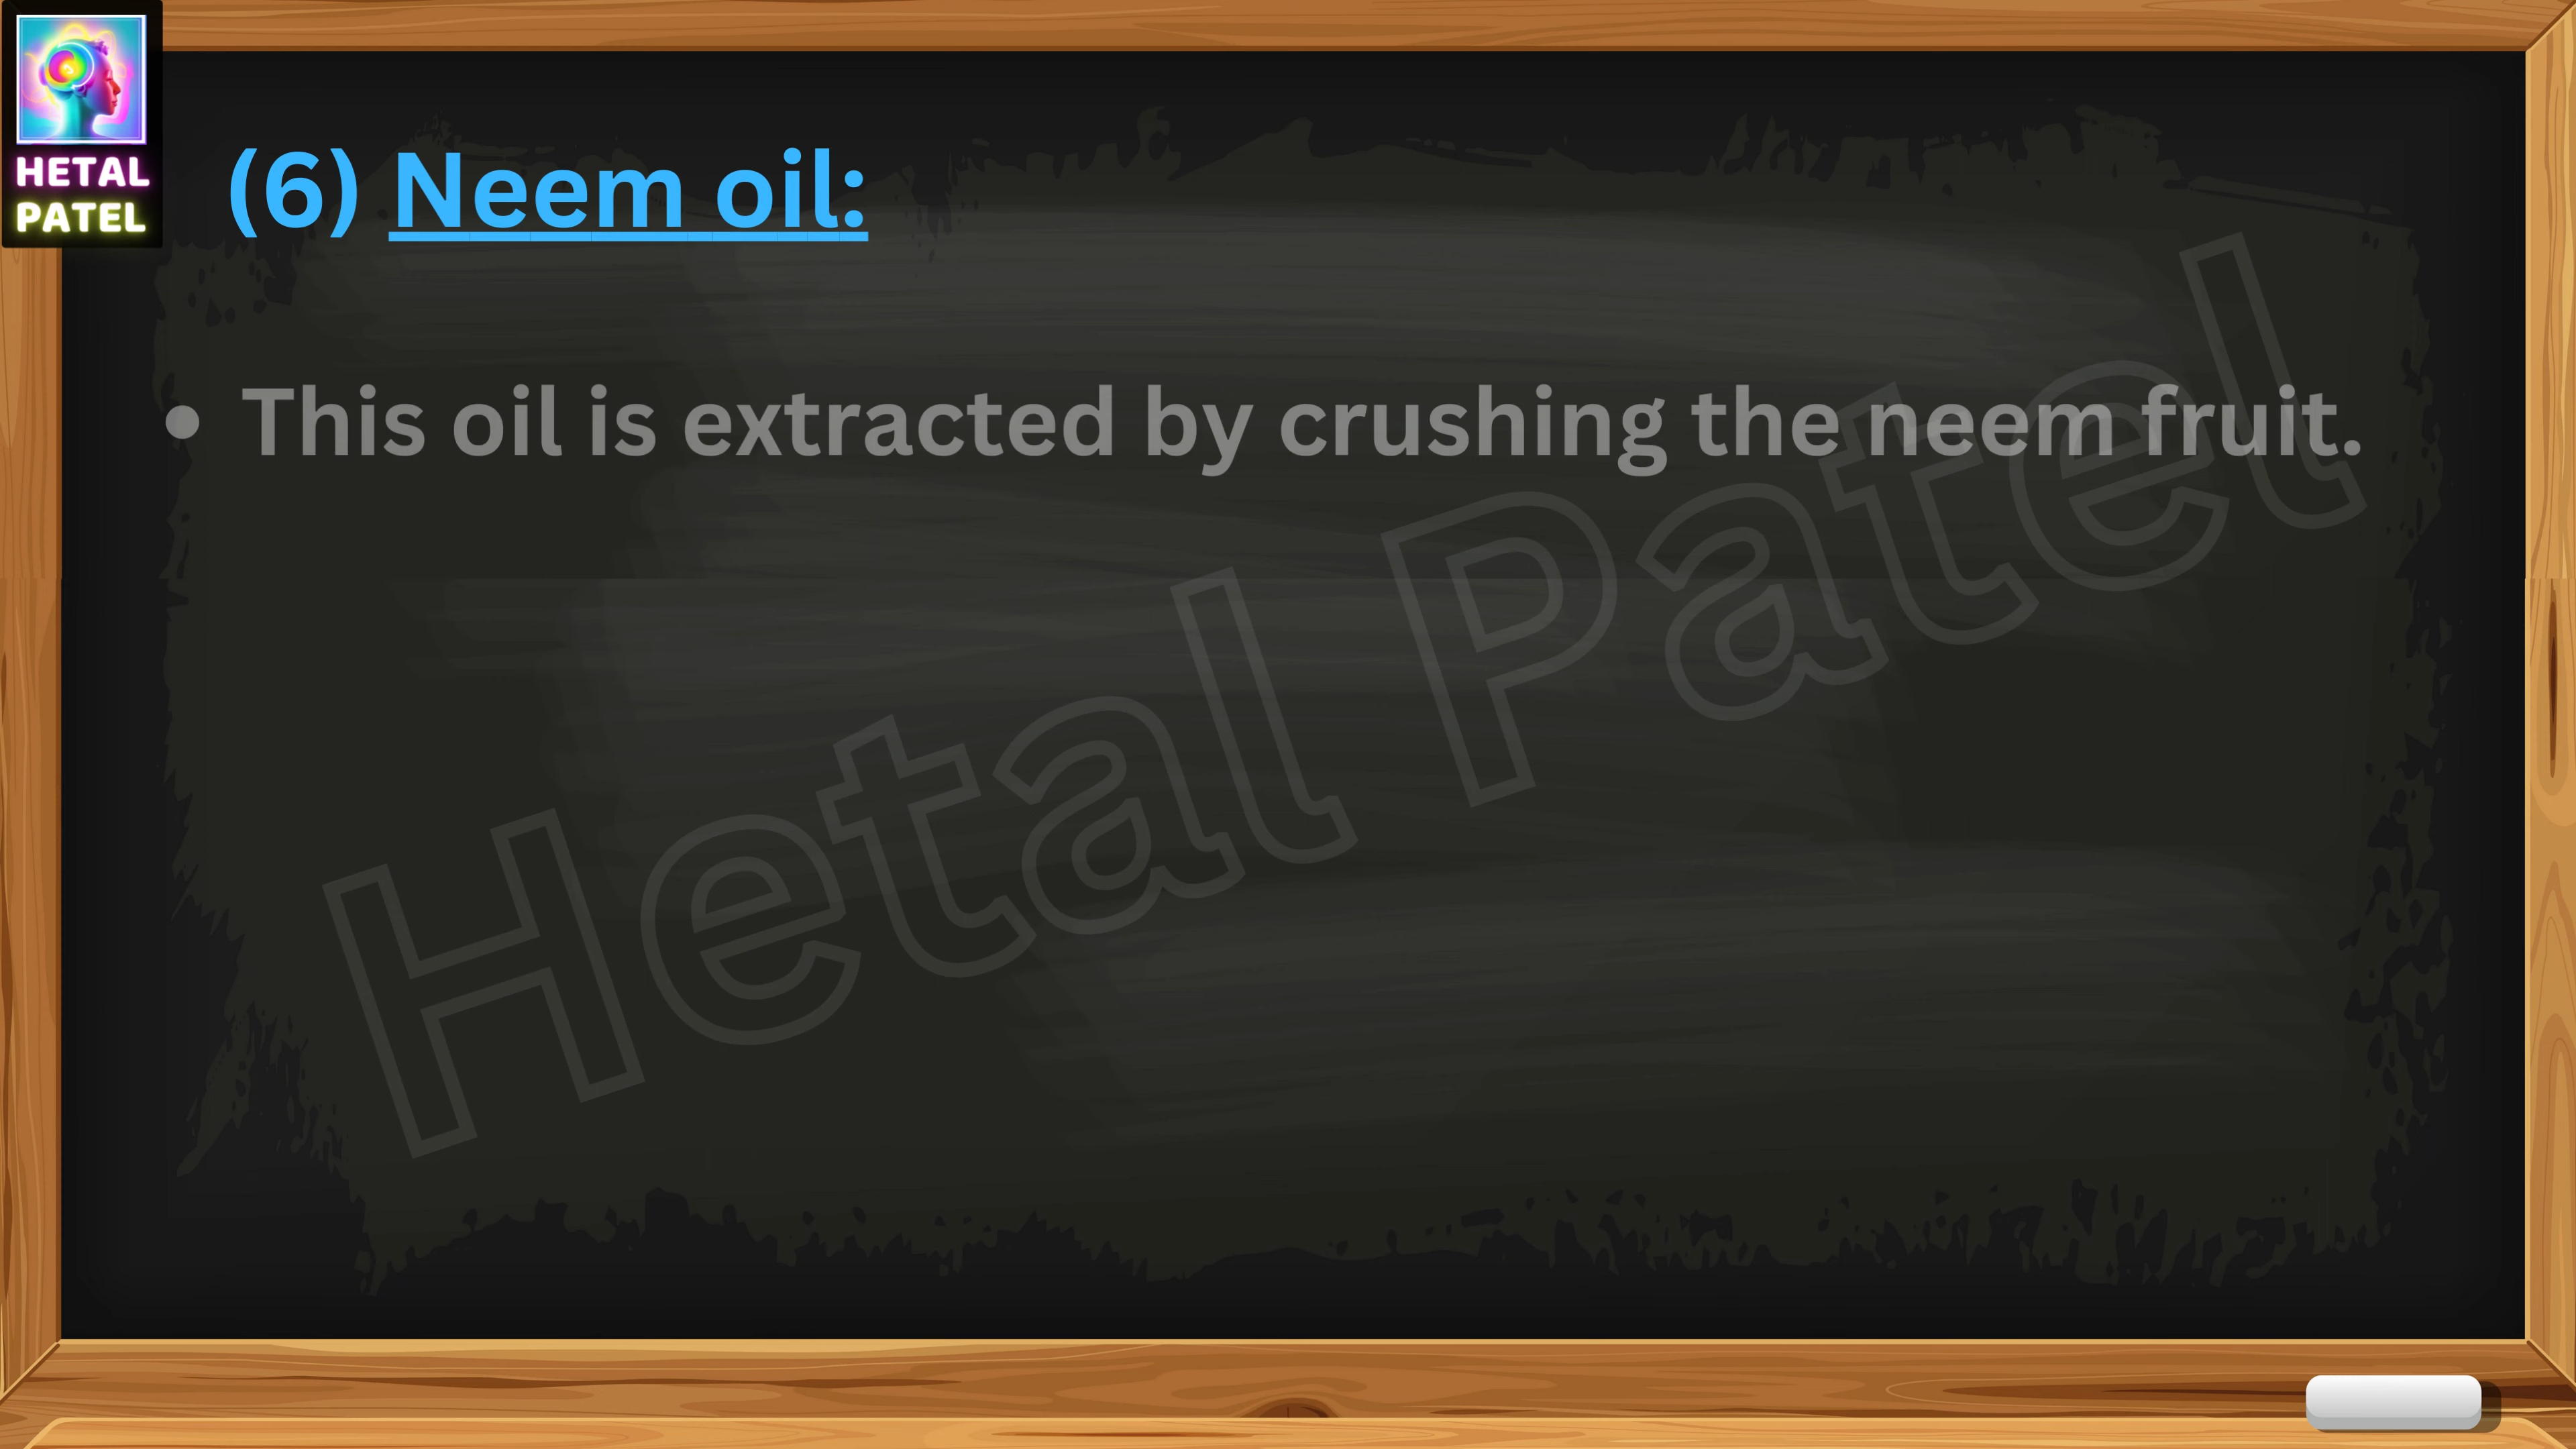 HETAL
PATEL
(6) Neem oil:
• This oil is extracted by crushing the neem fruit.
Hetal Patel